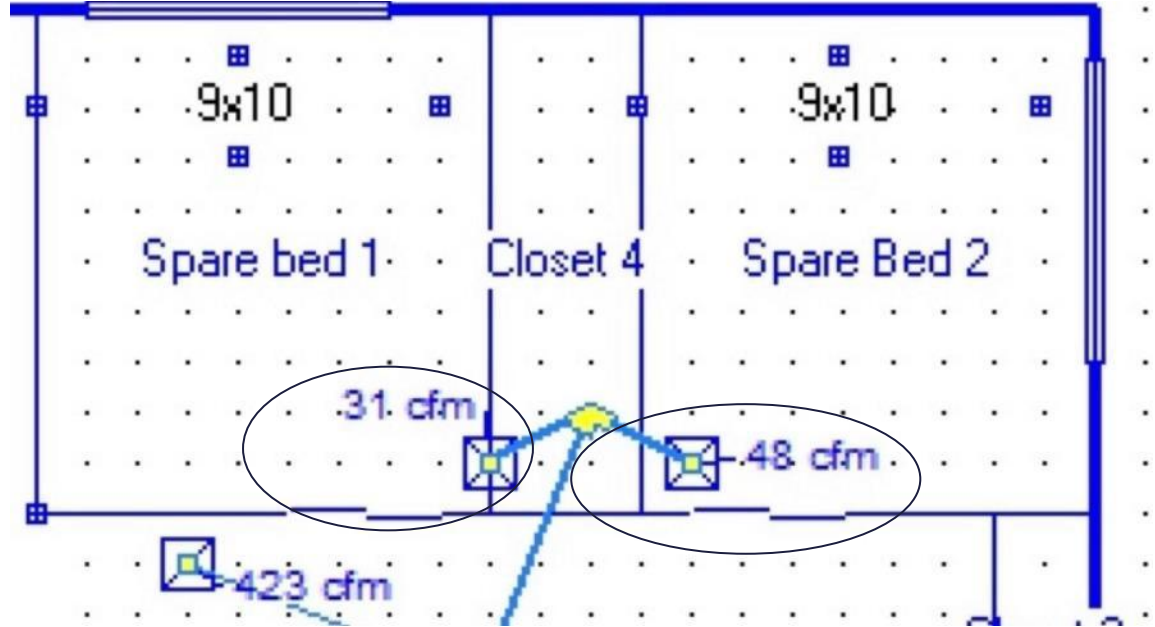 9x10
9x10
Spare bed 1
Closet 4
Spare Bed 2
31 cfm
48 cfm
423 cfm